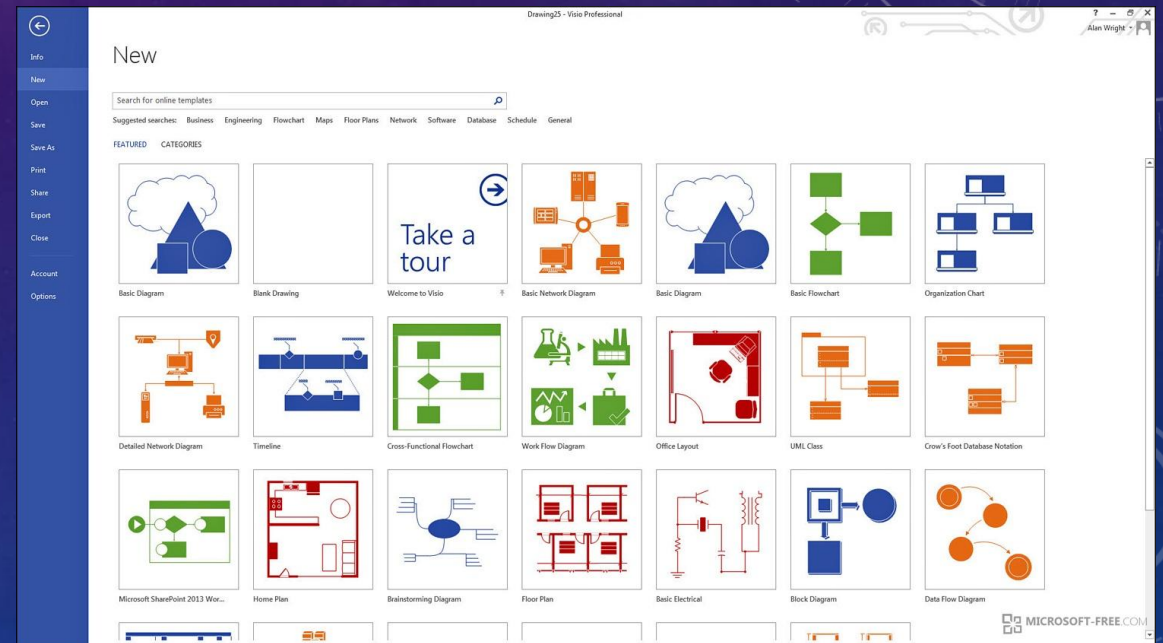 Drawing25 - Visio Professional
? 
Alan Wright
Info
New
Open
Save
Save As
Print
Share
Export
Close
Account
Options
New
Search for online templates
Suggested searches: Business Engineering Flowchart Maps Floor Plans Network Software Database Schedule General
FEATURED CATEGORIES
Take a
tour
Basic Diagram Blank Drawing Welcome to Visio Basic Network Diagram Basic Diagram Basic Flowchart Organization Chart
Detailed Network Diagram Timeline Cross-Functional Flowchart Work Flow Diagram Office Layout UML Class Crow's Foot Database Notation
Microsoft SharePoint 2013 Wor... Home Plan Brainstorming Diagram Floor Plan Basic Electrical Block Diagram Data Flow Diagram
MICROSOFT-FREE.COM